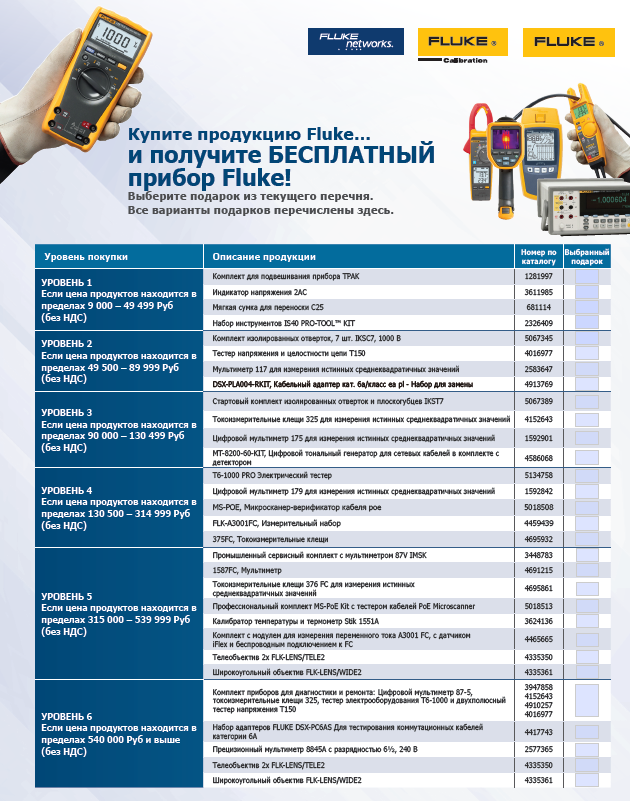 FLUKE
networks.
FLUKE ®
Calibration
FLUKE ®
Купите продукцию Fluke...
и получите БЕСПЛАТНЫЙ
прибор Fluke!
Выберите подарок из текущего перечня.
Все варианты подарков перечислены здесь.
Уровень покупки
Описание продукции
Номер по
каталогу
Выбранный
подарок
УРОВЕНЬ 1
Если цена продуктов находится в
пределах 9 000 – 49 499 Руб
(без НДС)
Комплект для подвешивания прибора TPAK 1281997
Индикатор напряжения 2AC 3611985
Мягкая сумка для переноски C25 681114
Набор инструментов IS40 PRO-TOOL™ KIT 2326409
УРОВЕНЬ 2
Если цена продуктов находится в
пределах 49 500 – 89 999 Руб
(без НДС)
Комплект изолированных отверток, 7 шт. IKSC7, 1000 В 5067345
Тестер напряжения и целостности цепи T150 4016977
Мультиметр 117 для измерения истинных среднеквадратичных значений 2583647
DSX-PLA004-RKIT, Кабельный адаптер кат. 6a/класс ea pl - Набор для замены 4913769
УРОВЕНЬ 3
Если цена продуктов находится в
пределах 90 000 – 130 499 Руб
(без НДС)
Стартовый комплект изолированных отверток и плоскогубцев IKST7 5067389
Токоизмерительные клещи 325 для измерения истинных среднеквадратичных значений 4152643
Цифровой мультиметр 175 для измерения истинных среднеквадратичных значений 1592901
MT-8200-60-KIT, Цифровой тональный генератор для сетевых кабелей в комплекте с
детектором 4586068
УРОВЕНЬ 4
Если цена продуктов находится в
пределах 130 500 – 314 999 Руб
(без НДС)
T6-1000 PRO Электрический тестер 5134758
Цифровой мультиметр 179 для измерения истинных среднеквадратичных значений 1592842
MS-POE, Микросканер-верификатор кабеля poe 5018508
FLK-A3001FC, Измерительный набор 4459439
375FC, Токоизмерительные клещи 4695932
УРОВЕНЬ 5
Если цена продуктов находится в
пределах 315 000 – 539 999 Руб
(без НДС)
Промышленный сервисный комплект с мультиметром 87V IMSK 3448783
1587FC, Мультиметр 4691215
Токоизмерительные клещи 376 FC для измерения истинных
среднеквадратичных значений 4695861
Профессиональный комплект MS-PoE Kit с тестером кабелей PoE Microscanner 5018513
Калибратор температуры и термометр Stik 1551A 3624136
Комплект с модулем для измерения переменного тока A3001 FC, с датчиком
iFlex и беспроводным подключением к FC 4465665
Телеобъектив 2x FLK-LENS/TELE2 4335350
Широкоугольный объектив FLK-LENS/WIDE2 4335361
УРОВЕНЬ 6
Если цена продуктов находится в
пределах 540 000 Руб и выше
(без НДС)
Комплект приборов для диагностики и ремонта: Цифровой мультиметр 87-5,
токоизмерительные клещи 325, тестер электрооборудования T6-1000 и двухполюсный
тестер напряжения T150
3947858
4152643
4910257
4016977
Набор адаптеров FLUKE DSX-PC6AS Для тестирования коммутационных кабелей
категории 6A 4417743
Прецизионный мультиметр 8845A с разрядностью 6½, 240 В 2577365
Телеобъектив 2x FLK-LENS/TELE2 4335350
Широкоугольный объектив FLK-LENS/WIDE2 4335361